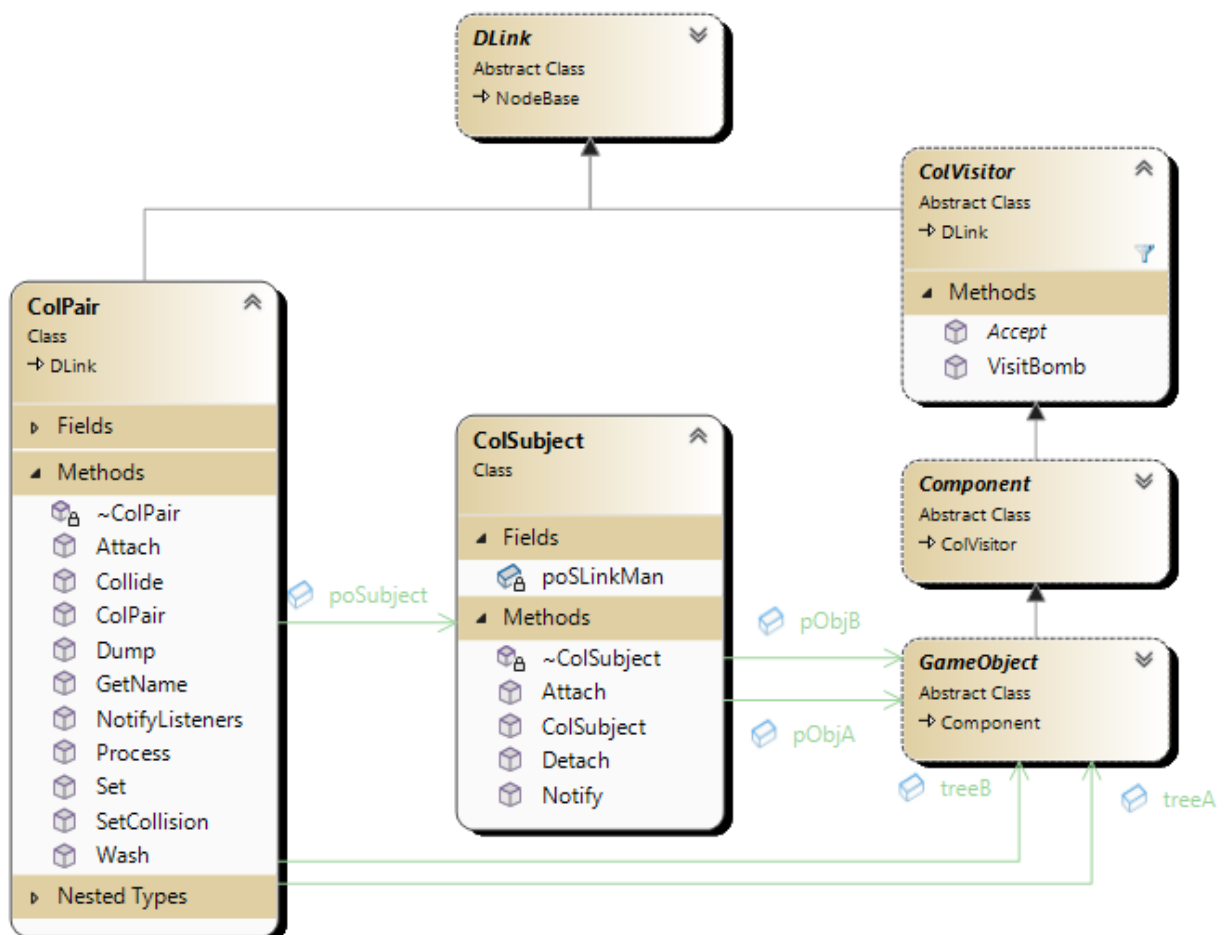 DLink
Abstract Class
NodeBase
ColVisitor
Abstract Class
DLink
Methods
Accept
VisitBomb
ColPair
Class
DLink
Fields
Methods
~ColPair
Attach
Collide
ColPair
Dump
GetName
NotifyListeners
Process
Set
SetCollision
Wash
Nested Types
poSubject
ColSubject
Class
Fields
poSLinkMan
Methods
~ColSubject
Attach
ColSubject
Detach
Notify
pObjB
pObjA
Component
Abstract Class
ColVisitor
GameObject
Abstract Class
Component
treeB
treeA